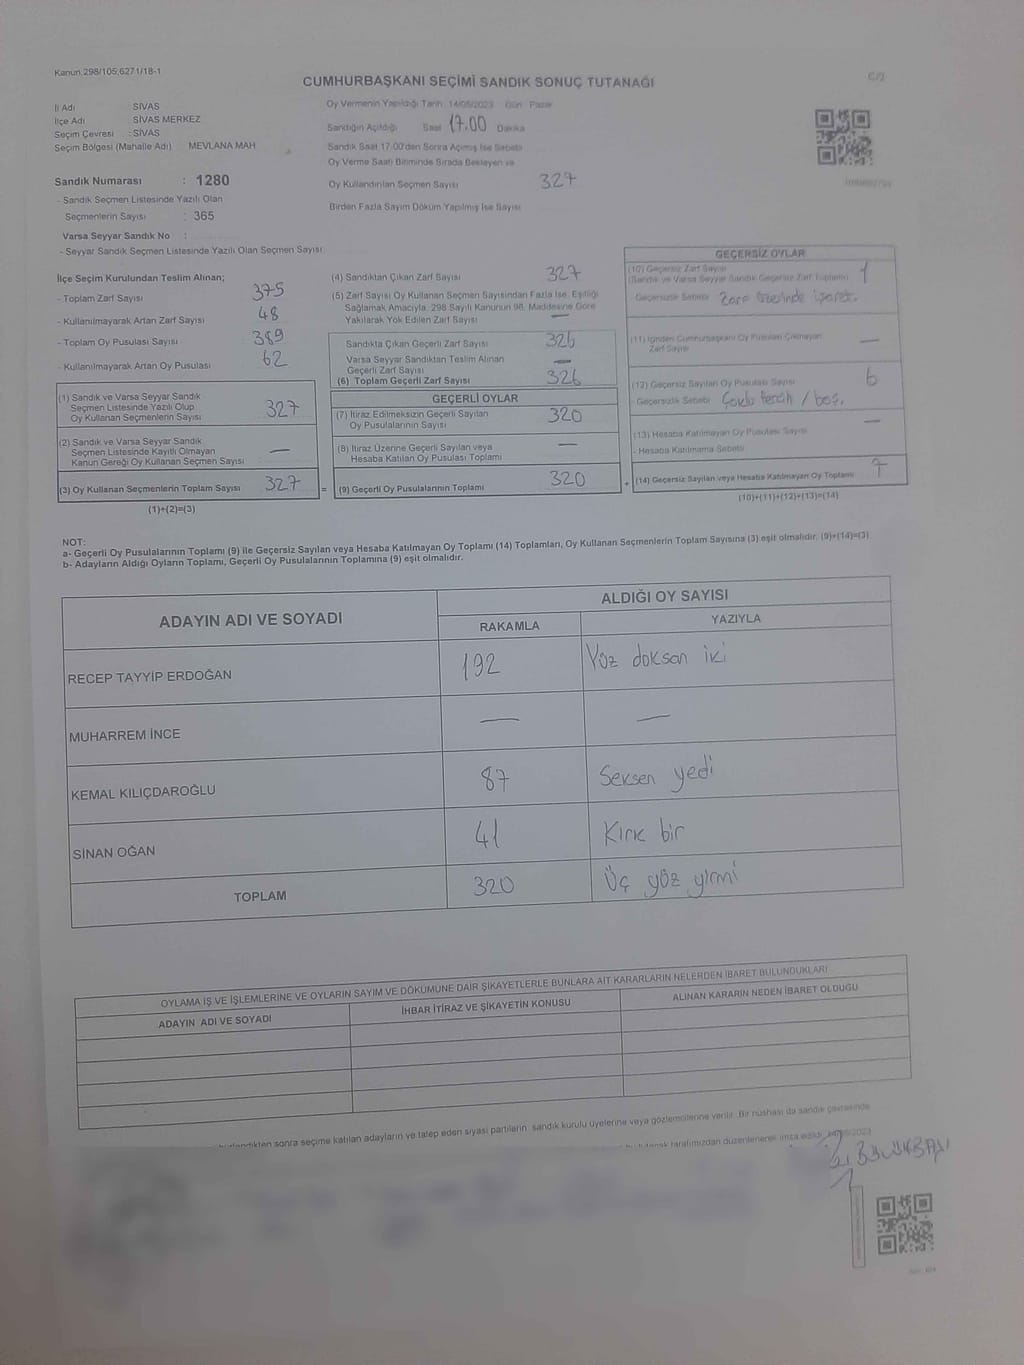 Kanun.298/105;6271/18-1
CUMHURBAŞKANI SEÇİMİ SANDIK SONUÇ TUTANAĞI
İl Adı : SİVAS
İlçe Adı : SİVAS MERKEZ
Seçim Çevresi : SİVAS
Seçim Bölgesi (Mahalle Adı) MEVLANA MAH
Oy Vermenin Yapıldığı Tarih: 14/05/2023 Gün: Pazar
Sandığın Açıldığı Saat 17.00 Dakika
Sandık Saat 17:00'den Sonra Açımış İse Sebebi
Oy Verme Saati Bitiminde Sırada Bekleyen ve
Oy Kullandırılan Seçmen Sayısı 327
Birden Fazla Sayım Döküm Yapılmış İse Sayısı
Sandık Numarası : 1280
- Sandık Seçmen Listesinde Yazılı Olan
Seçmenlerin Sayısı : 365
Varsa Seyyar Sandık No :
- Seyyar Sandık Seçmen Listesinde Yazılı Olan Seçmen Sayısı:
İlçe Seçim Kurulundan Teslim Alınan;
- Toplam Zarf Sayısı 375
- Kullanılmayarak Artan Zarf Sayısı 48
- Toplam Oy Pusulası Sayısı 389
- Kullanılmayarak Artan Oy Pusulası 62
(1) Sandık ve Varsa Seyyar Sandık
Seçmen Listesinde Yazılı Olup
Oy Kullanan Seçmenlerin Sayısı 327
(2) Sandık ve Varsa Seyyar Sandık
Seçmen Listesinde Kayıtlı Olmayan
Kanun Gereği Oy Kullanan Seçmen Sayısı —
(3) Oy Kullanan Seçmenlerin Toplam Sayısı 327 =
(1)+(2)=(3)
(4) Sandıktan Çıkan Zarf Sayısı 327
(5) Zarf Sayısı Oy Kullanan Seçmen Sayısından Fazla İse, Eşitliği
Sağlamak Amacıyla, 298 Sayılı Kanunun 98. Maddesine Göre
Yakılarak Yok Edilen Zarf Sayısı —
Sandıkta Çıkan Geçerli Zarf Sayısı 326
Varsa Seyyar Sandıktan Teslim Alınan
Geçerli Zarf Sayısı —
(6) Toplam Geçerli Zarf Sayısı 326
GEÇERLİ OYLAR
(7) İtiraz Edilmeksizin Geçerli Sayılan
Oy Pusulalarının Sayısı 320
(8) İtiraz Üzerine Geçerli Sayılan veya
Hesaba Katılan Oy Pusulası Toplamı —
(9) Geçerli Oy Pusulalarının Toplamı 320 +
GEÇERSİZ OYLAR
(10) Geçersiz Zarf Sayısı 1
(Sandık ve Varsa Seyyar Sandık Geçersiz Zarf Toplamı)
- Geçersizlik Sebebi Zarf üzerinde işaret.
(11) İçinden Cumhurbaşkanı Oy Pusulası Çıkmayan
Zarf Sayısı —
(12) Geçersiz Sayılan Oy Pusulası Sayısı 6
- Geçersizlik Sebebi Çoklu tercih / boş.
(13) Hesaba Katılmayan Oy Pusulası Sayısı —
- Hesaba Katılmama Sebebi
(14) Geçersiz Sayılan veya Hesaba Katılmayan Oy Toplamı 7
(10)+(11)+(12)+(13)=(14)
NOT:
a- Geçerli Oy Pusulalarının Toplamı (9) ile Geçersiz Sayılan veya Hesaba Katılmayan Oy Toplamı (14) Toplamları, Oy Kullanan Seçmenlerin Toplam Sayısına (3) eşit olmalıdır. (9)+(14)=(3)
b- Adayların Aldığı Oyların Toplamı, Geçerli Oy Pusulalarının Toplamına (9) eşit olmalıdır.
ADAYIN ADI VE SOYADI
ALDIĞI OY SAYISI
RAKAMLA YAZIYLA
RECEP TAYYİP ERDOĞAN 192 Yüz doksan iki
MUHARREM İNCE — —
KEMAL KILIÇDAROĞLU 87 Seksen yedi
SİNAN OĞAN 41 Kırk bir
TOPLAM 320 Üç yüz yirmi
OYLAMA İŞ VE İŞLEMLERİNE VE OYLARIN SAYIM VE DÖKÜMÜNE DAİR ŞİKAYETLERLE BUNLARA AİT KARARLARIN NELERDEN İBARET BULUNDUKLARI
ADAYIN ADI VE SOYADI İHBAR İTİRAZ VE ŞİKAYETİN KONUSU ALINAN KARARIN NEDEN İBARET OLDUĞU
sonra seçime katılan adayların ve talep eden siyasi partilerin, sandık kurulu üyelerine veya gözlemcilerine verilir. Bir nüshası da sandık çevresinde
tarafımızdan düzenlenerek imza edildi.